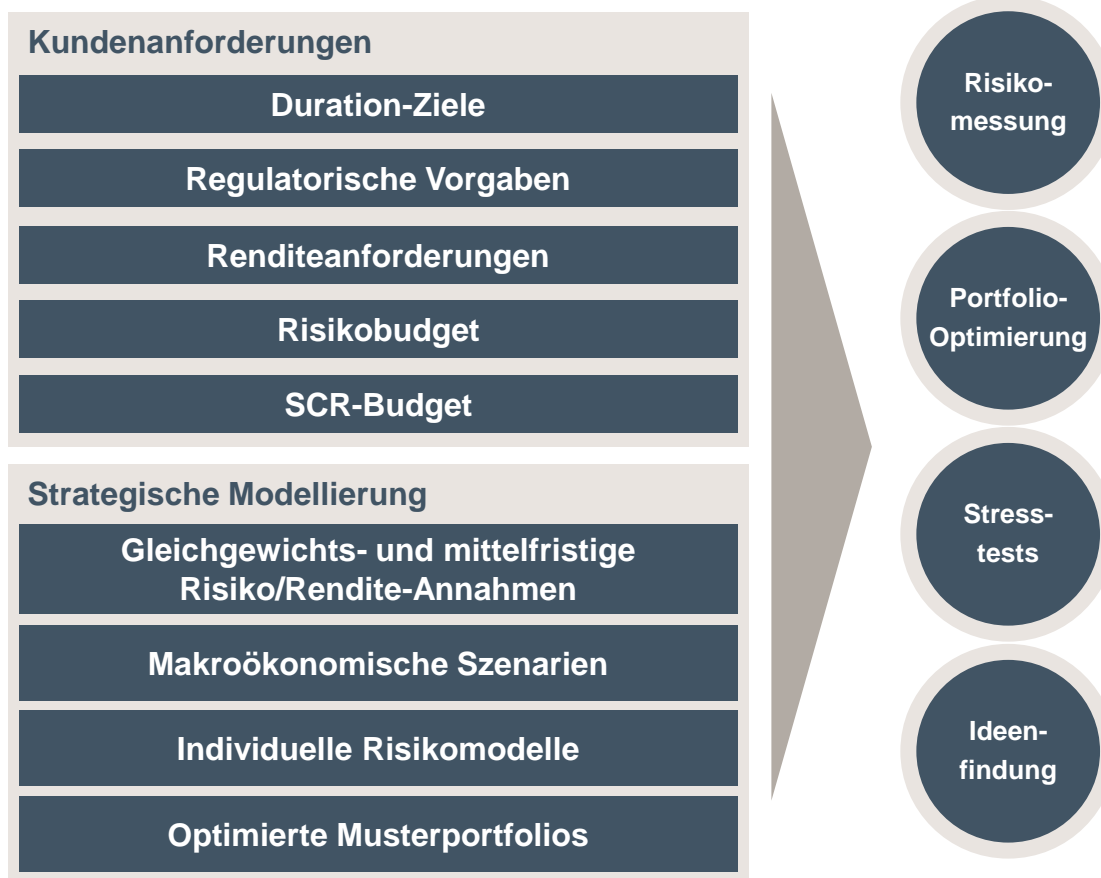 Kundenanforderungen
Duration-Ziele
Regulatorische Vorgaben
Renditeanforderungen
Risikobudget
SCR-Budget
Strategische Modellierung
Gleichgewichts- und mittelfristige
Risiko/Rendite-Annahmen
Makroökonomische Szenarien
Individuelle Risikomodelle
Optimierte Musterportfolios
Risiko-
messung
Portfolio-
Optimierung
Stress-
tests
Ideen-
findung